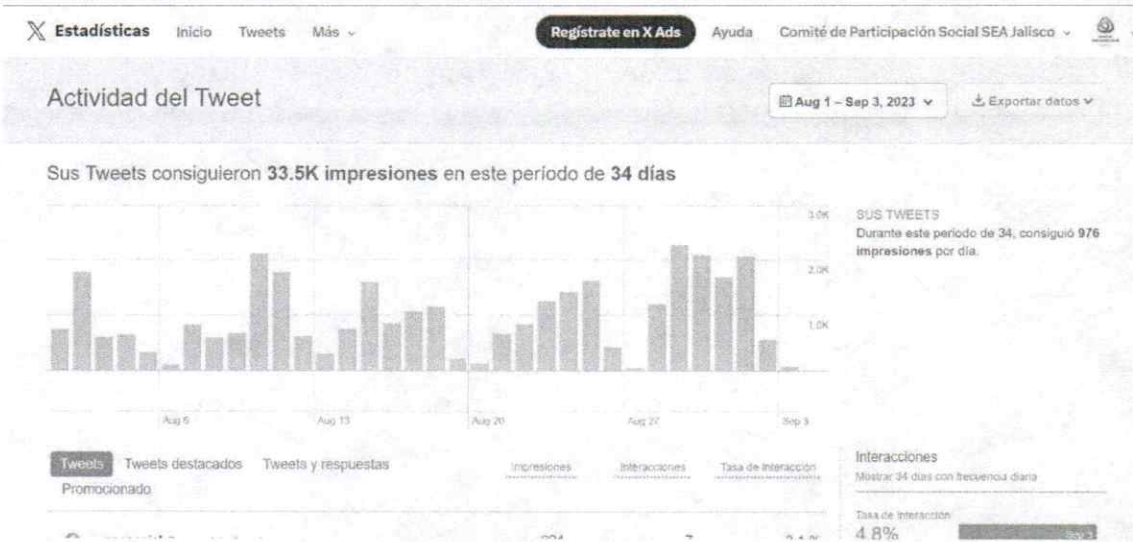 X Estadísticas Inicio Tweets Más Regístrate en X Ads Ayuda Comité de Participación Social SEA Jalisco
Actividad del Tweet
Aug 1 – Sep 3, 2023
Exportar datos
Sus Tweets consiguieron 33.5K impresiones en este período de 34 días
3.0K
2.0K
1.0K
Aug 6 Aug 13 Aug 20 Aug 27 Sep 3
SUS TWEETS
Durante este período de 34, consiguió 976
impresiones por día.
Tweets Tweets destacados Tweets y respuestas
Promocionado
Impresiones Interacciones Tasa de Interacción
Interacciones
Mostrar 34 días con frecuencia diaria
Tasa de Interacción
4.8%
Sep 3